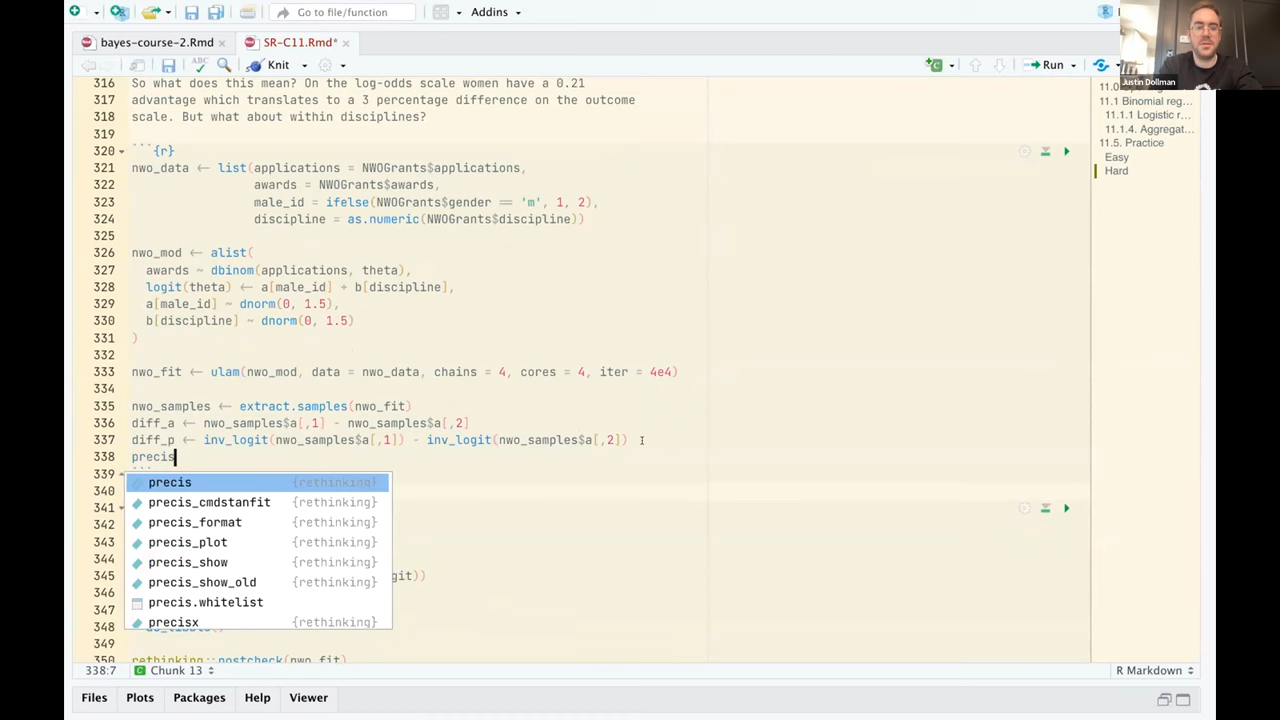 Go to file/function
Addins
bayes-course-2.Rmd
SR-C11.Rmd*
ABC
Knit
Run
Justin Dollman
316 So what does this mean? On the log-odds scale women have a 0.21
317 advantage which translates to a 3 percentage difference on the outcome
318 scale. But what about within disciplines?
319
320 ```{r}
321 nwo_data ← list(applications = NWOGrants$applications,
322 awards = NWOGrants$awards,
323 male_id = ifelse(NWOGrants$gender == 'm', 1, 2),
324 discipline = as.numeric(NWOGrants$discipline))
325
326 nwo_mod ← alist(
327 awards ~ dbinom(applications, theta),
328 logit(theta) ← a[male_id] + b[discipline],
329 a[male_id] ~ dnorm(0, 1.5),
330 b[discipline] ~ dnorm(0, 1.5)
331 )
332
333 nwo_fit ← ulam(nwo_mod, data = nwo_data, chains = 4, cores = 4, iter = 4e4)
334
335 nwo_samples ← extract.samples(nwo_fit)
336 diff_a ← nwo_samples$a[,1] - nwo_samples$a[,2]
337 diff_p ← inv_logit(nwo_samples$a[,1]) - inv_logit(nwo_samples$a[,2])
338 precis
339 ```
340
341
342
343
344
345 git))
346
347
348
349
350 rethinking::postcheck(nwo_fit)
precis {rethinking}
precis_cmdstanfit {rethinking}
precis_format {rethinking}
precis_plot {rethinking}
precis_show {rethinking}
precis_show_old {rethinking}
precis.whitelist
precisx {rethinking}
11.1 Binomial reg...
11.1.1 Logistic r...
11.1.4. Aggregat...
11.5. Practice
Easy
Hard
338:7
Chunk 13
R Markdown
Files
Plots
Packages
Help
Viewer